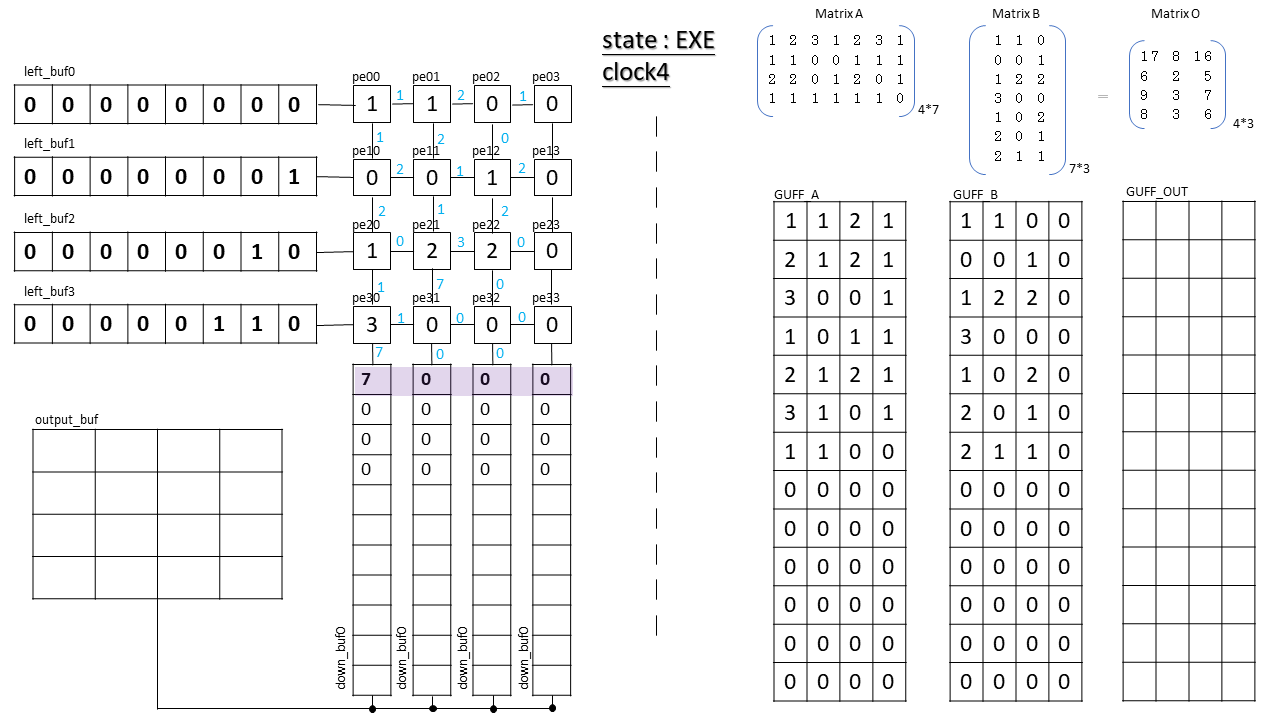 state : EXE
clock4
left_buf0
0 0 0 0 0 0 0 0
left_buf1
0 0 0 0 0 0 0 1
left_buf2
0 0 0 0 0 0 1 0
left_buf3
0 0 0 0 0 1 1 0
pe00 pe01 pe02 pe03
1 1 1 2 0 1 0
1 2 0
pe10 pe11 pe12 pe13
0 2 0 1 1 2 0
2 1 2
pe20 pe21 pe22 pe23
1 0 2 3 2 0 0
1 7 0
pe30 pe31 pe32 pe33
3 1 0 0 0 0 0
7 0 0
7 0 0 0
0 0 0 0
0 0 0 0
0 0 0 0
down_buf0 down_buf0 down_buf0 down_buf0
output_buf
Matrix A
1 2 3 1 2 3 1
1 1 0 0 1 1 1
2 2 0 1 2 0 1
1 1 1 1 1 1 0
4*7
Matrix B
1 1 0
0 0 1
1 2 2
3 0 0
1 0 2
2 0 1
2 1 1
7*3
=
Matrix O
17 8 16
6 2 5
9 3 7
8 3 6
4*3
GUFF_A
1 1 2 1
2 1 2 1
3 0 0 1
1 0 1 1
2 1 2 1
3 1 0 1
1 1 0 0
0 0 0 0
0 0 0 0
0 0 0 0
0 0 0 0
0 0 0 0
0 0 0 0
GUFF_B
1 1 0 0
0 0 1 0
1 2 2 0
3 0 0 0
1 0 2 0
2 0 1 0
2 1 1 0
0 0 0 0
0 0 0 0
0 0 0 0
0 0 0 0
0 0 0 0
0 0 0 0
GUFF_OUT